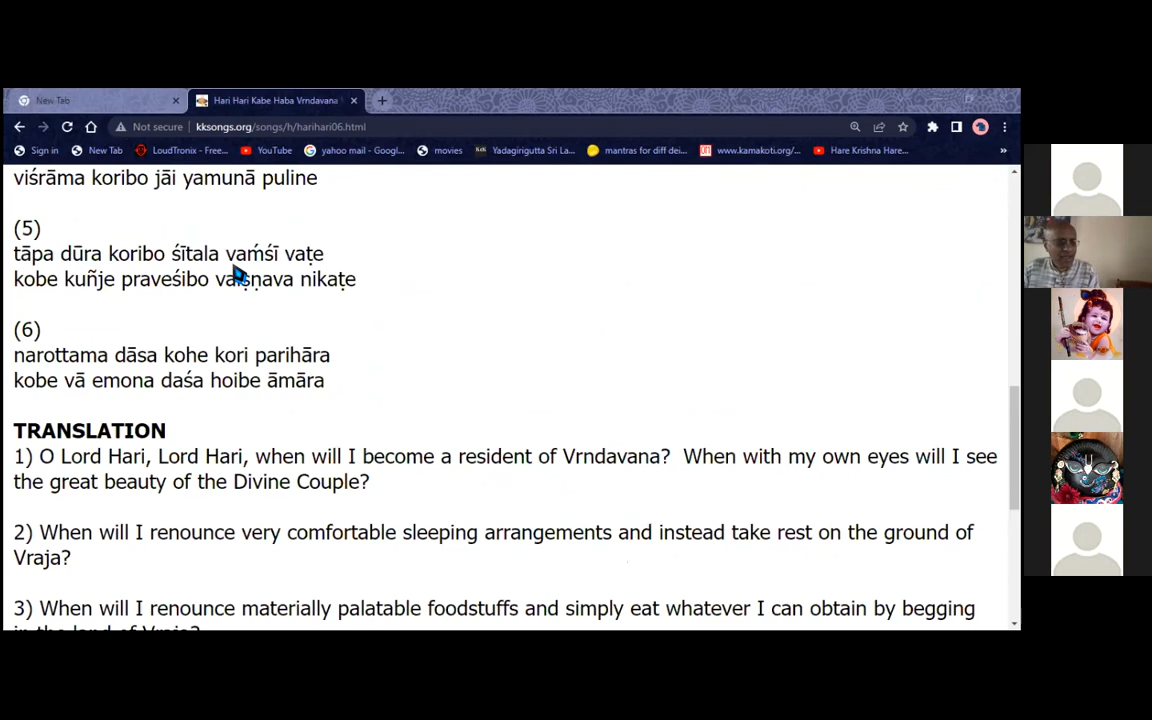 New Tab
Hari Hari Kabe Haba Vrndavana
Not secure
kksongs.org/songs/h/harihari06.html
Sign in
New Tab
LoudTronix - Free...
YouTube
yahoo mail - Googl...
movies
Yadagirigutta Sri La...
mantras for diff dei...
www.kamakoti.org/...
Hare Krishna Hare...
»
viśrāma koribo jāi yamunā puline
(5)
tāpa dūra koribo śītala vaḿśī vaṭe
kobe kuñje praveśibo vaiṣṇava nikaṭe
(6)
narottama dāsa kohe kori parihāra
kobe vā emona daśa hoibe āmāra
TRANSLATION
1) O Lord Hari, Lord Hari, when will I become a resident of Vrndavana?  When with my own eyes will I see
the great beauty of the Divine Couple?
2) When will I renounce very comfortable sleeping arrangements and instead take rest on the ground of
Vraja?
3) When will I renounce materially palatable foodstuffs and simply eat whatever I can obtain by begging
in the land of Vraja?